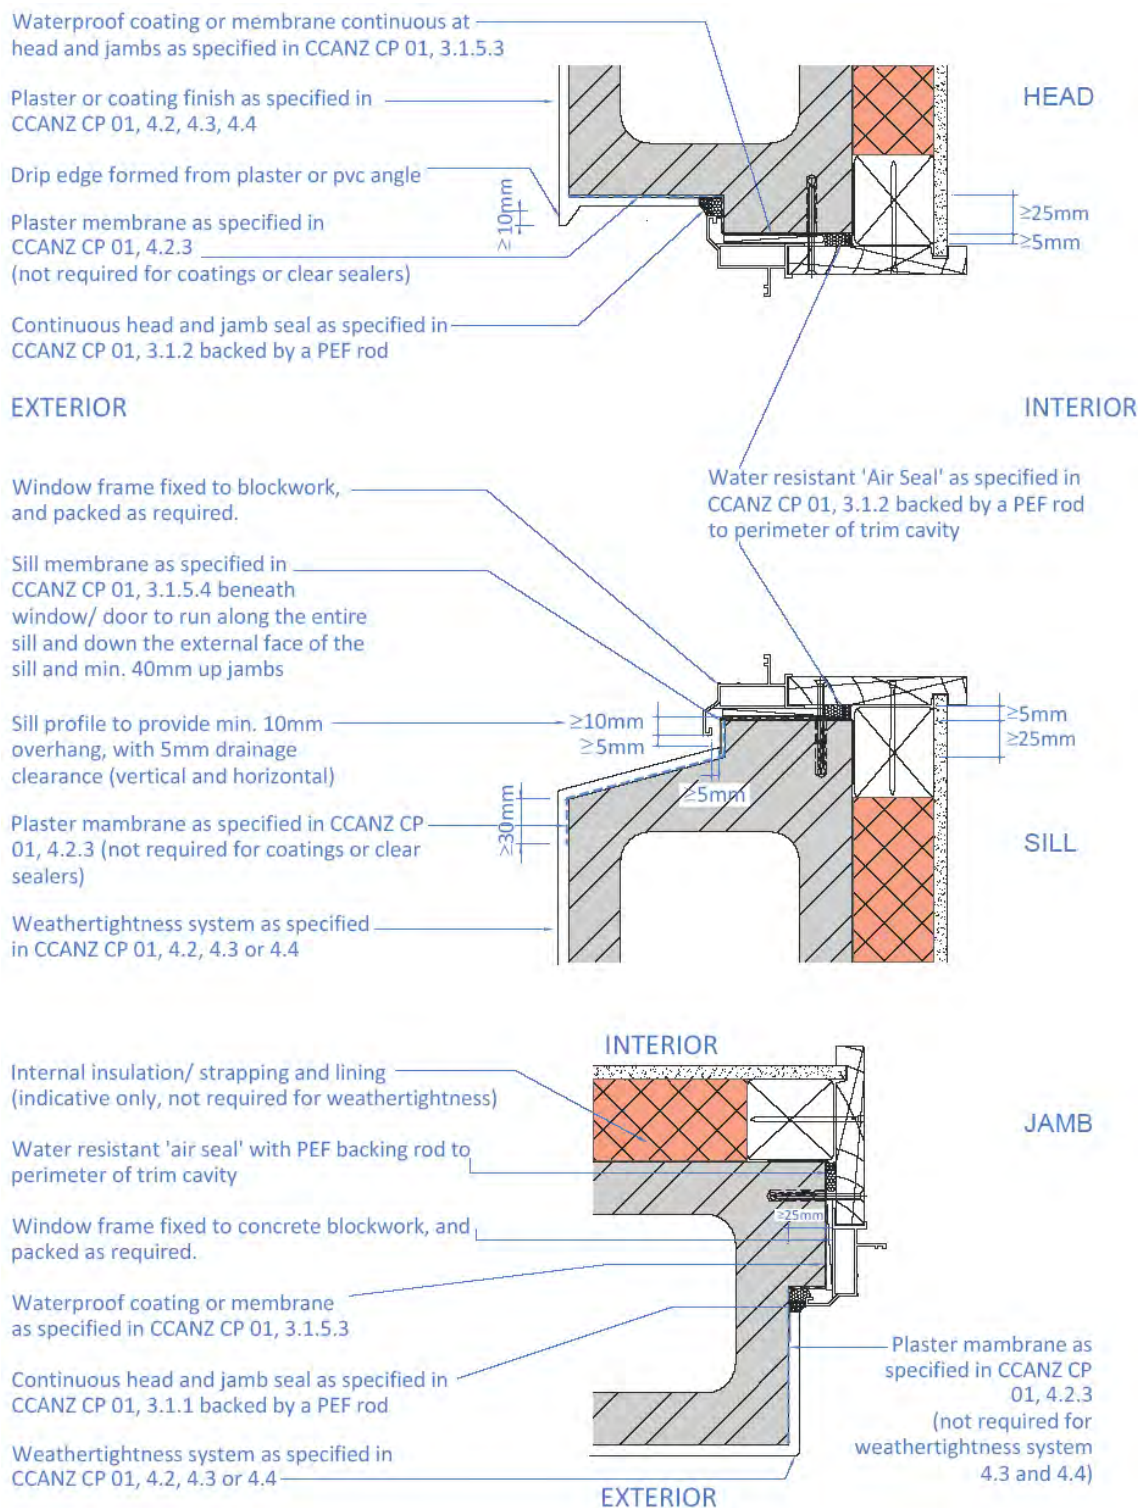 Waterproof coating or membrane continuous at
head and jambs as specified in CCANZ CP 01, 3.1.5.3
HEAD
Plaster or coating finish as specified in
CCANZ CP 01, 4.2, 4.3, 4.4
Drip edge formed from plaster or pvc angle
≥10mm
≥25mm
≥5mm
Plaster membrane as specified in
CCANZ CP 01, 4.2.3
(not required for coatings or clear sealers)
Continuous head and jamb seal as specified in
CCANZ CP 01, 3.1.2 backed by a PEF rod
EXTERIOR
INTERIOR
Water resistant 'Air Seal' as specified in
CCANZ CP 01, 3.1.2 backed by a PEF rod
to perimeter of trim cavity
Window frame fixed to blockwork,
and packed as required.
Sill membrane as specified in
CCANZ CP 01, 3.1.5.4 beneath
window/ door to run along the entire
sill and down the external face of the
sill and min. 40mm up jambs
Sill profile to provide min. 10mm
overhang, with 5mm drainage
clearance (vertical and horizontal)
≥10mm
≥5mm
≥5mm
≥30mm
≥5mm
≥25mm
Plaster mambrane as specified in CCANZ CP
01, 4.2.3 (not required for coatings or clear
sealers)
SILL
Weathertightness system as specified
in CCANZ CP 01, 4.2, 4.3 or 4.4
INTERIOR
Internal insulation/ strapping and lining
(indicative only, not required for weathertightness)
JAMB
Water resistant 'air seal' with PEF backing rod to
perimeter of trim cavity
≥25mm
Window frame fixed to concrete blockwork, and
packed as required.
Waterproof coating or membrane
as specified in CCANZ CP 01, 3.1.5.3
Continuous head and jamb seal as specified in
CCANZ CP 01, 3.1.1 backed by a PEF rod
Plaster mambrane as
specified in CCANZ CP
01, 4.2.3
(not required for
weathertightness system
4.3 and 4.4)
Weathertightness system as specified in
CCANZ CP 01, 4.2, 4.3 or 4.4
EXTERIOR